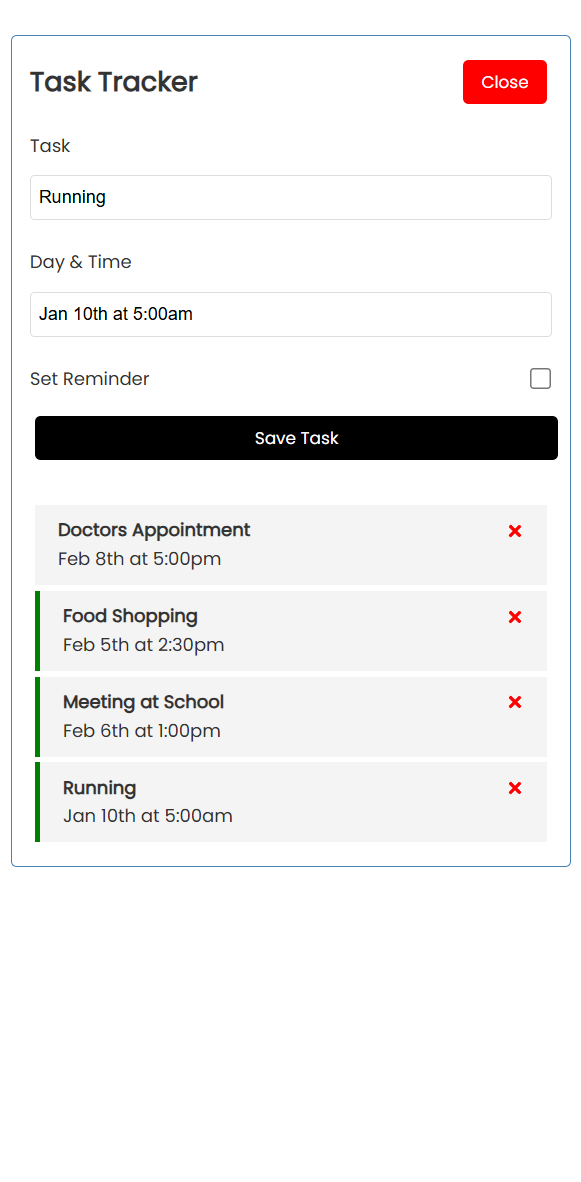 Task Tracker
Close
Task
Running
Day & Time
Jan 10th at 5:00am
Set Reminder
Save Task
Doctors Appointment
Feb 8th at 5:00pm
Food Shopping
Feb 5th at 2:30pm
Meeting at School
Feb 6th at 1:00pm
Running
Jan 10th at 5:00am